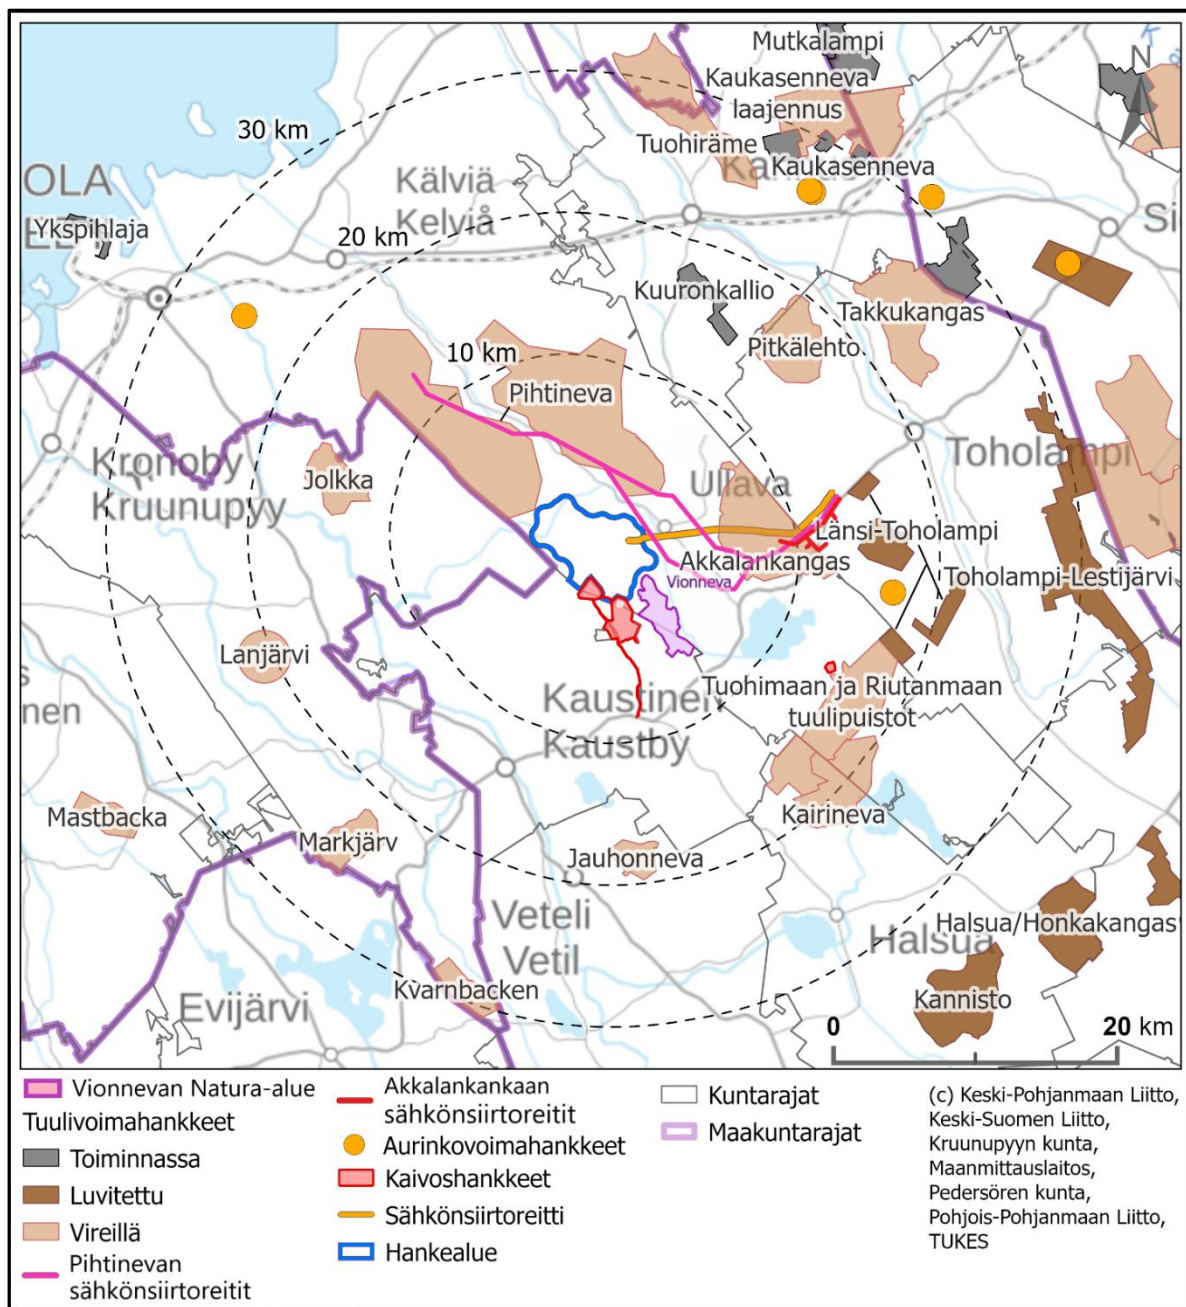 Mutkalampi
N
Kaukasenneva
laajennus
30 km
Tuohiräme
Kaukasenneva
OLA
Kälviä
Kelviå
Ykspihlaja
20 km
Si
Kuuronkallio
Takkukangas
Pitkälehto
10 km
Pihtineva
Kronoby
Kruunupyy
Jolkka
Ullava
Toholampi
Länsi-Toholampi
Akkalankangas
Vionneva
Toholampi-Lestijärvi
Lanjärvi
s
nen
Kaustinen
Kaustby
Tuohimaan ja Riutanmaan
tuulipuistot
Mastbacka
Markjärv
Jauhonneva
Kairineva
Veteli
Vetil
Halsua/Honkakangas
Halsua
Kvarnbacken
Kannisto
Evijärvi
0 20 km
Vionnevan Natura-alue
Tuulivoimahankkeet
Toiminnassa
Luvitettu
Vireillä
Pihtinevan
sähkönsiirtoreitit
Akkalankankaan
sähkönsiirtoreitit
Aurinkovoimahankkeet
Kaivoshankkeet
Sähkönsiirtoreitti
Hankealue
Kuntarajat
Maakuntarajat
(c) Keski-Pohjanmaan Liitto,
Keski-Suomen Liitto,
Kruunupyyn kunta,
Maanmittauslaitos,
Pedersören kunta,
Pohjois-Pohjanmaan Liitto,
TUKES